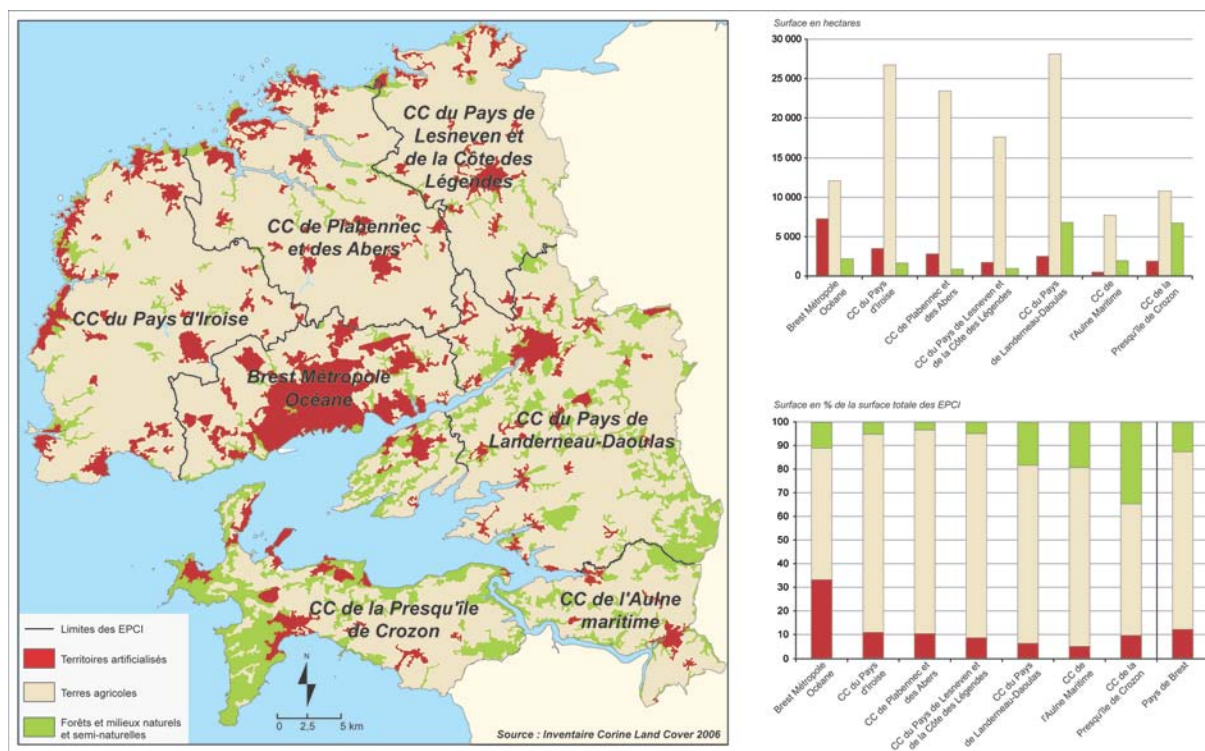 CC du Pays de
Lesneven et
de la Côte des
Légendes
CC de Plabennec
et des Abers
CC du Pays d'Iroise
Brest Métropole
Océane
CC du Pays de
Landerneau-Daoulas
CC de la Presqu'île
de Crozon
CC de l'Aulne
maritime
Limites des EPCI
Territoires artificialisés
Terres agricoles
Forêts et milieux naturels
et semi-naturelles
N
0 2,5 5 km
Source : Inventaire Corine Land Cover 2006
Surface en hectares
30 000
25 000
20 000
15 000
10 000
5 000
0
Brest Métropole
Océane
CC du Pays
d'Iroise
CC de Plabennec et
des Abers
CC du Pays de Lesneven et
de la Côte des Légendes
CC du Pays
de Landerneau-Daoulas
CC de
l'Aulne Maritime
CC de la
Presqu'île de Crozon
Surface en % de la surface totale des EPCI
100
90
80
70
60
50
40
30
20
10
0
Brest Métropole
Océane
CC du Pays
d'Iroise
CC de Plabennec et
des Abers
CC du Pays de Lesneven et
de la Côte des Légendes
CC du Pays
de Landerneau-Daoulas
CC de
l'Aulne Maritime
CC de la
Presqu'île de Crozon
Pays de Brest